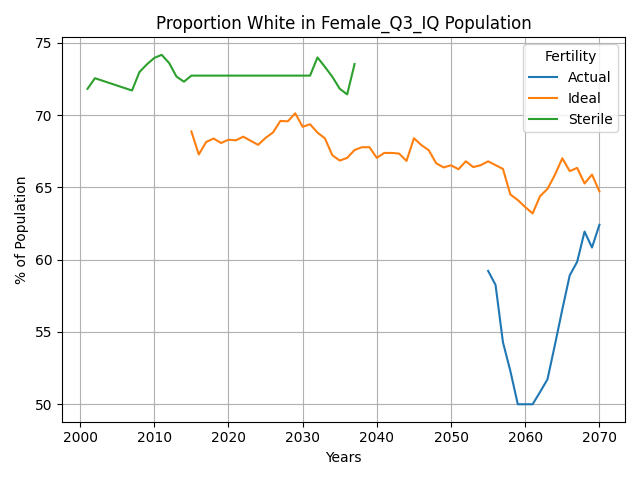 Proportion White in Female_Q3_IQ Population
75
70
65
60
55
50
% of Population
Fertility
Actual
Ideal
Sterile
2000 2010 2020 2030 2040 2050 2060 2070
Years